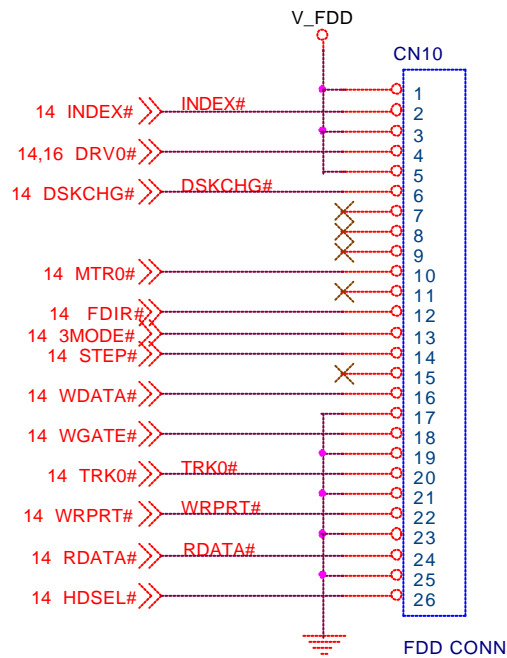 V_FDD
CN10
1
14 INDEX# INDEX# 2
3
14,16 DRV0# 4
5
14 DSKCHG# DSKCHG# 6
7
8
9
14 MTR0# 10
11
14 FDIR# 12
14 3MODE# 13
14 STEP# 14
15
14 WDATA# 16
17
14 WGATE# 18
19
14 TRK0# TRK0# 20
21
14 WRPRT# WRPRT# 22
23
14 RDATA# RDATA# 24
25
14 HDSEL# 26
FDD CONN